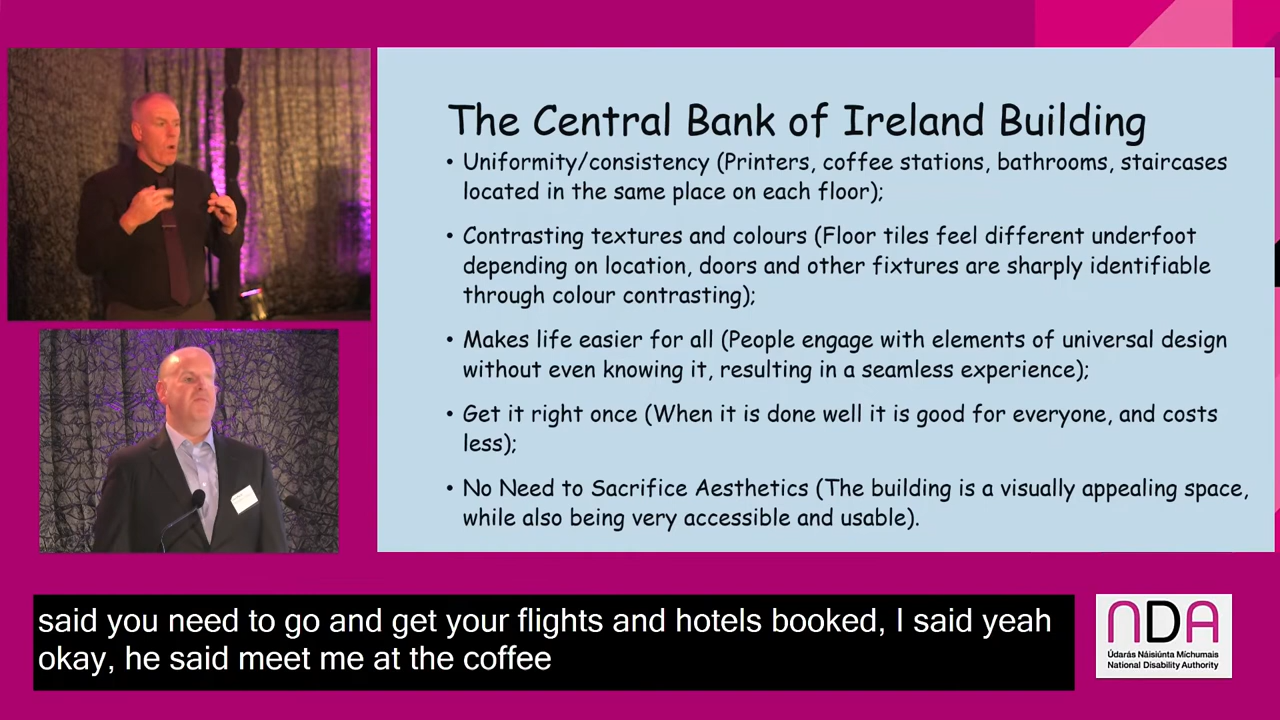 The Central Bank of Ireland Building
• Uniformity/consistency (Printers, coffee stations, bathrooms, staircases
located in the same place on each floor);
• Contrasting textures and colours (Floor tiles feel different underfoot
depending on location, doors and other fixtures are sharply identifiable
through colour contrasting);
• Makes life easier for all (People engage with elements of universal design
without even knowing it, resulting in a seamless experience);
• Get it right once (When it is done well it is good for everyone, and costs
less);
• No Need to Sacrifice Aesthetics (The building is a visually appealing space,
while also being very accessible and usable).
said you need to go and get your flights and hotels booked, I said yeah
okay, he said meet me at the coffee
NDA
Údarás Náisiúnta Míchumais
National Disability Authority